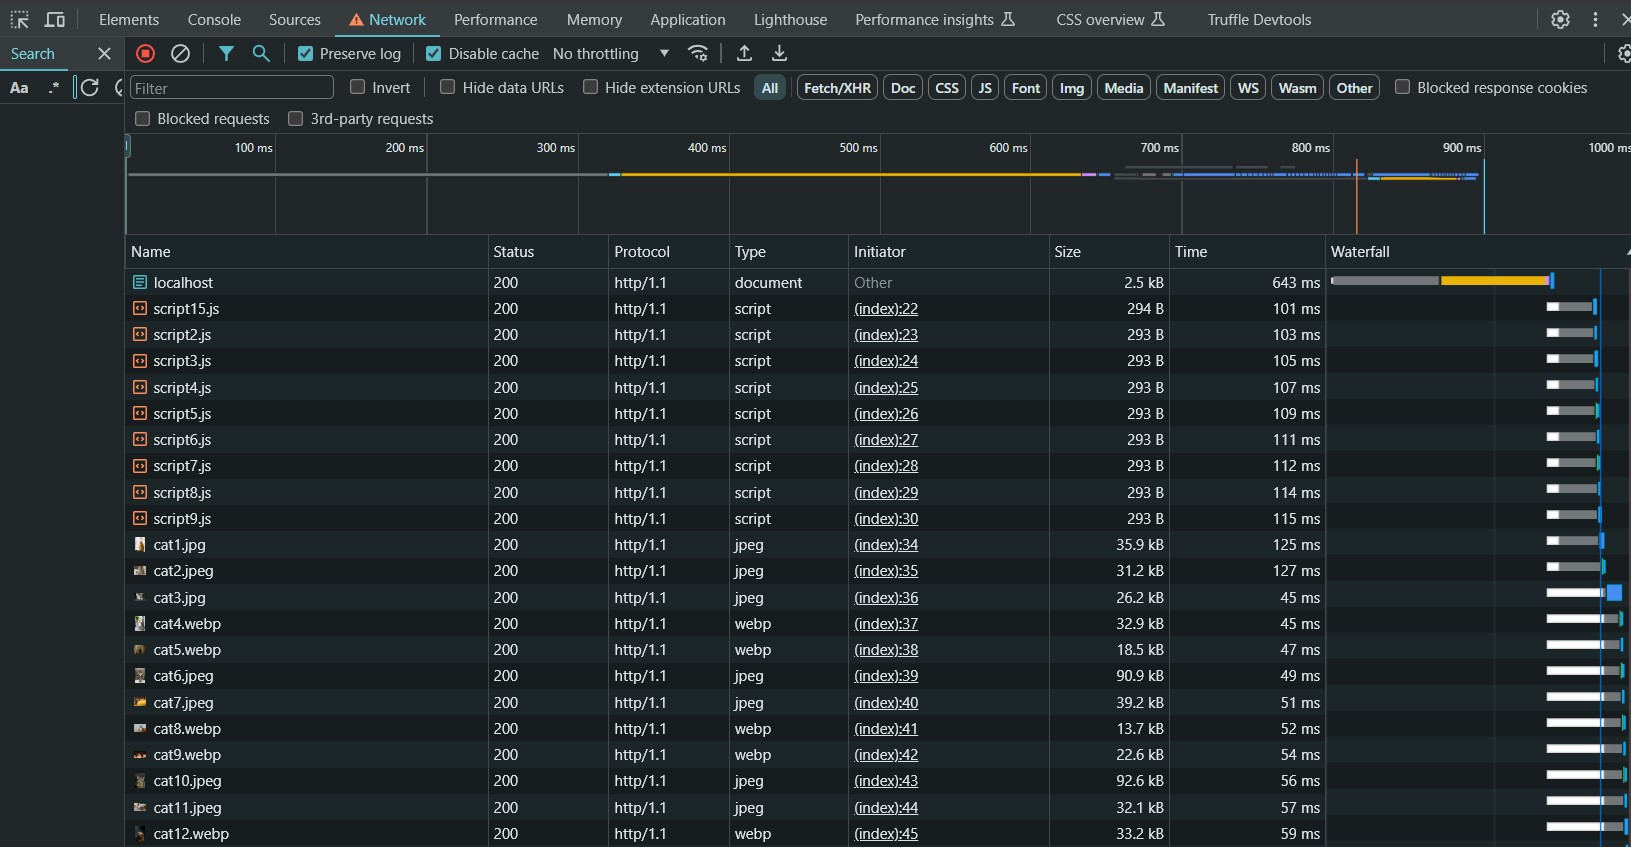 Elements Console Sources Network Performance Memory Application Lighthouse Performance insights CSS overview Truffle Devtools
Search Preserve log Disable cache No throttling
Aa .* Filter Invert Hide data URLs Hide extension URLs All Fetch/XHR Doc CSS JS Font Img Media Manifest WS Wasm Other Blocked response cookies
Blocked requests 3rd-party requests
100 ms 200 ms 300 ms 400 ms 500 ms 600 ms 700 ms 800 ms 900 ms 1000 ms
Name Status Protocol Type Initiator Size Time Waterfall
localhost 200 http/1.1 document Other 2.5 kB 643 ms
script15.js 200 http/1.1 script (index):22 294 B 101 ms
script2.js 200 http/1.1 script (index):23 293 B 103 ms
script3.js 200 http/1.1 script (index):24 293 B 105 ms
script4.js 200 http/1.1 script (index):25 293 B 107 ms
script5.js 200 http/1.1 script (index):26 293 B 109 ms
script6.js 200 http/1.1 script (index):27 293 B 111 ms
script7.js 200 http/1.1 script (index):28 293 B 112 ms
script8.js 200 http/1.1 script (index):29 293 B 114 ms
script9.js 200 http/1.1 script (index):30 293 B 115 ms
cat1.jpg 200 http/1.1 jpeg (index):34 35.9 kB 125 ms
cat2.jpeg 200 http/1.1 jpeg (index):35 31.2 kB 127 ms
cat3.jpg 200 http/1.1 jpeg (index):36 26.2 kB 45 ms
cat4.webp 200 http/1.1 webp (index):37 32.9 kB 45 ms
cat5.webp 200 http/1.1 webp (index):38 18.5 kB 47 ms
cat6.jpeg 200 http/1.1 jpeg (index):39 90.9 kB 49 ms
cat7.jpeg 200 http/1.1 jpeg (index):40 39.2 kB 51 ms
cat8.webp 200 http/1.1 webp (index):41 13.7 kB 52 ms
cat9.webp 200 http/1.1 webp (index):42 22.6 kB 54 ms
cat10.jpeg 200 http/1.1 jpeg (index):43 92.6 kB 56 ms
cat11.jpeg 200 http/1.1 jpeg (index):44 32.1 kB 57 ms
cat12.webp 200 http/1.1 webp (index):45 33.2 kB 59 ms